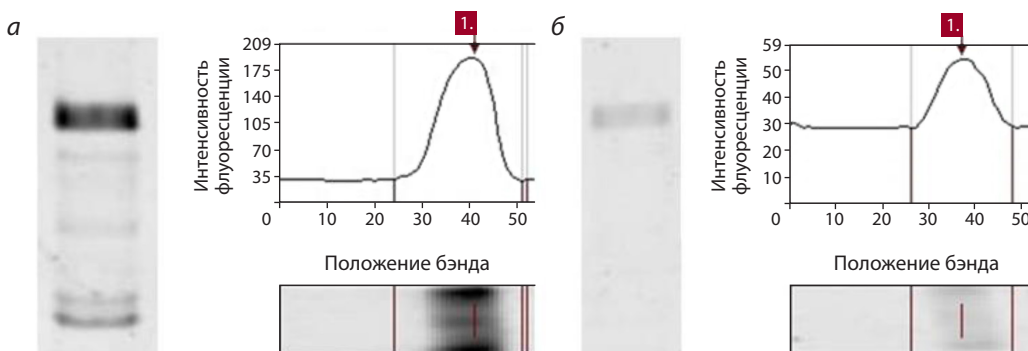 а
1.
209
175
140
105
70
35
Интенсивность
флуоресценции
0 10 20 30 40 50
Положение бэнда
б
1.
59
50
40
30
20
10
Интенсивность
флуоресценции
0 10 20 30 40 50
Положение бэнда